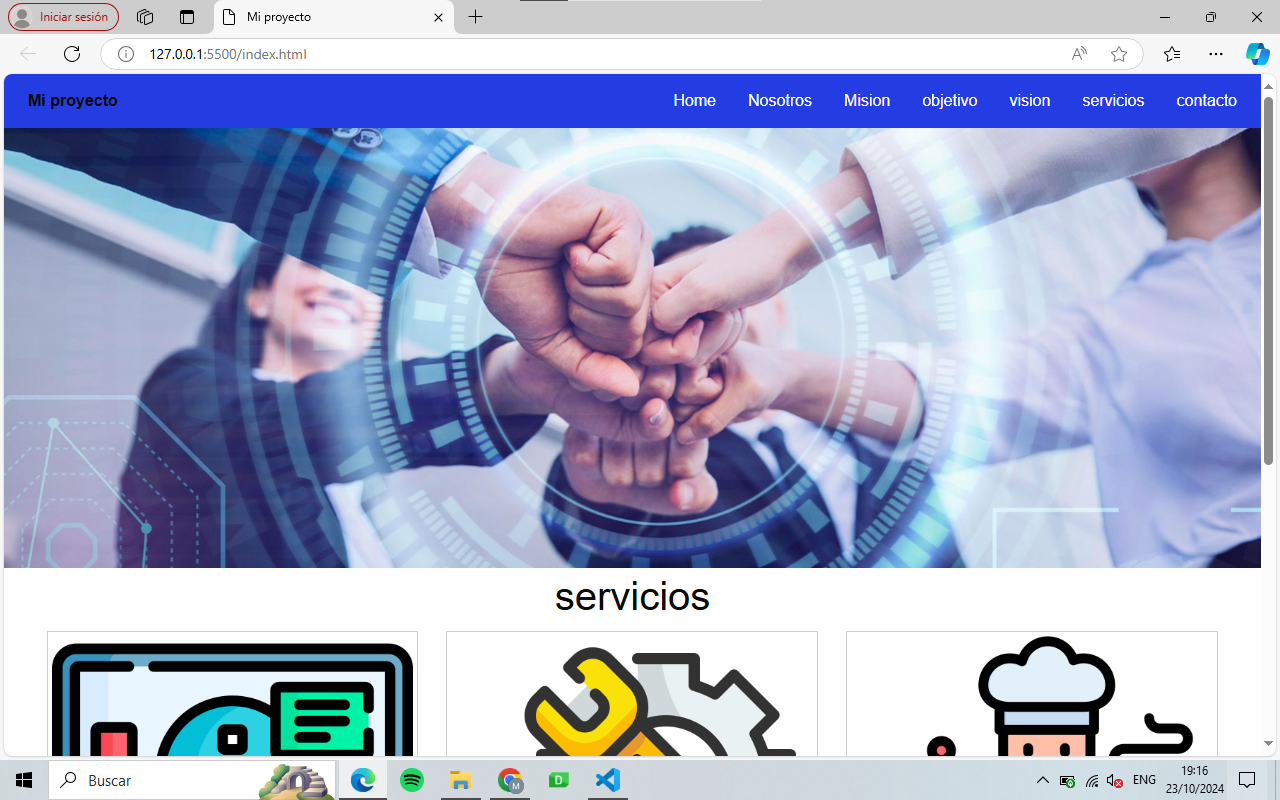 Iniciar sesión
Mi proyecto
127.0.0.1:5500/index.html
Mi proyecto
Home Nosotros Mision objetivo vision servicios contacto
servicios
Buscar
M
D
ENG
19:16
23/10/2024